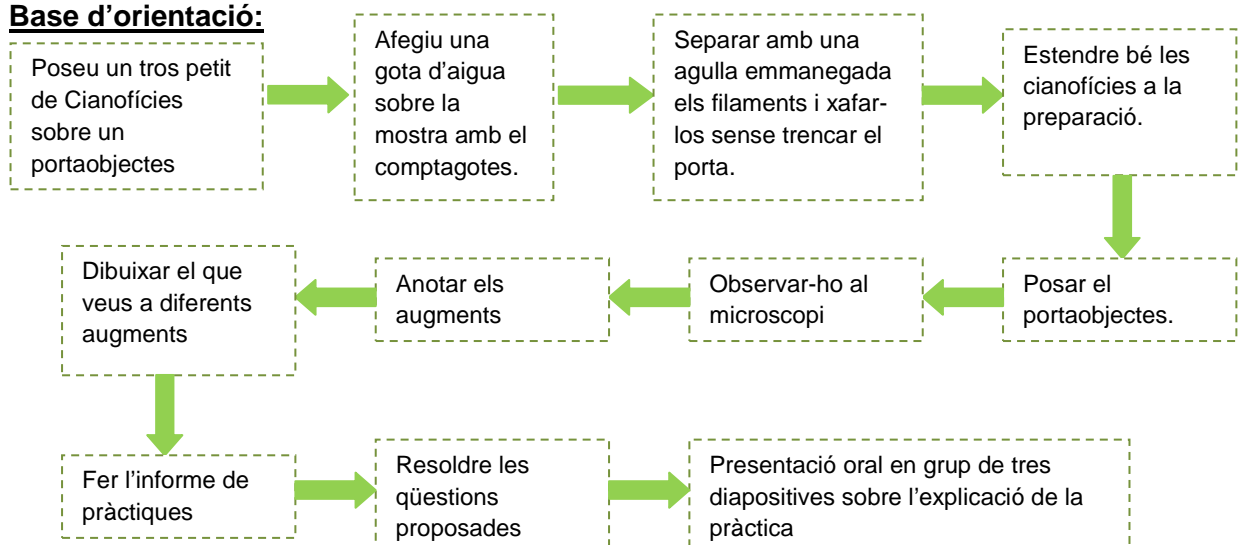 Base d'orientació:
Poseu un tros petit
de Cianofícies
sobre un
portaobjectes
Afegiu una
gota d'aigua
sobre la
mostra amb el
comptagotes.
Separar amb una
agulla emmanegada
els filaments i xafar-
los sense trencar el
porta.
Estendre bé les
cianofícies a la
preparació.
Posar el
portaobjectes.
Observar-ho al
microscopi
Anotar els
augments
Dibuixar el que
veus a diferents
augments
Fer l'informe de
pràctiques
Resoldre les
qüestions
proposades
Presentació oral en grup de tres
diapositives sobre l'explicació de la
pràctica